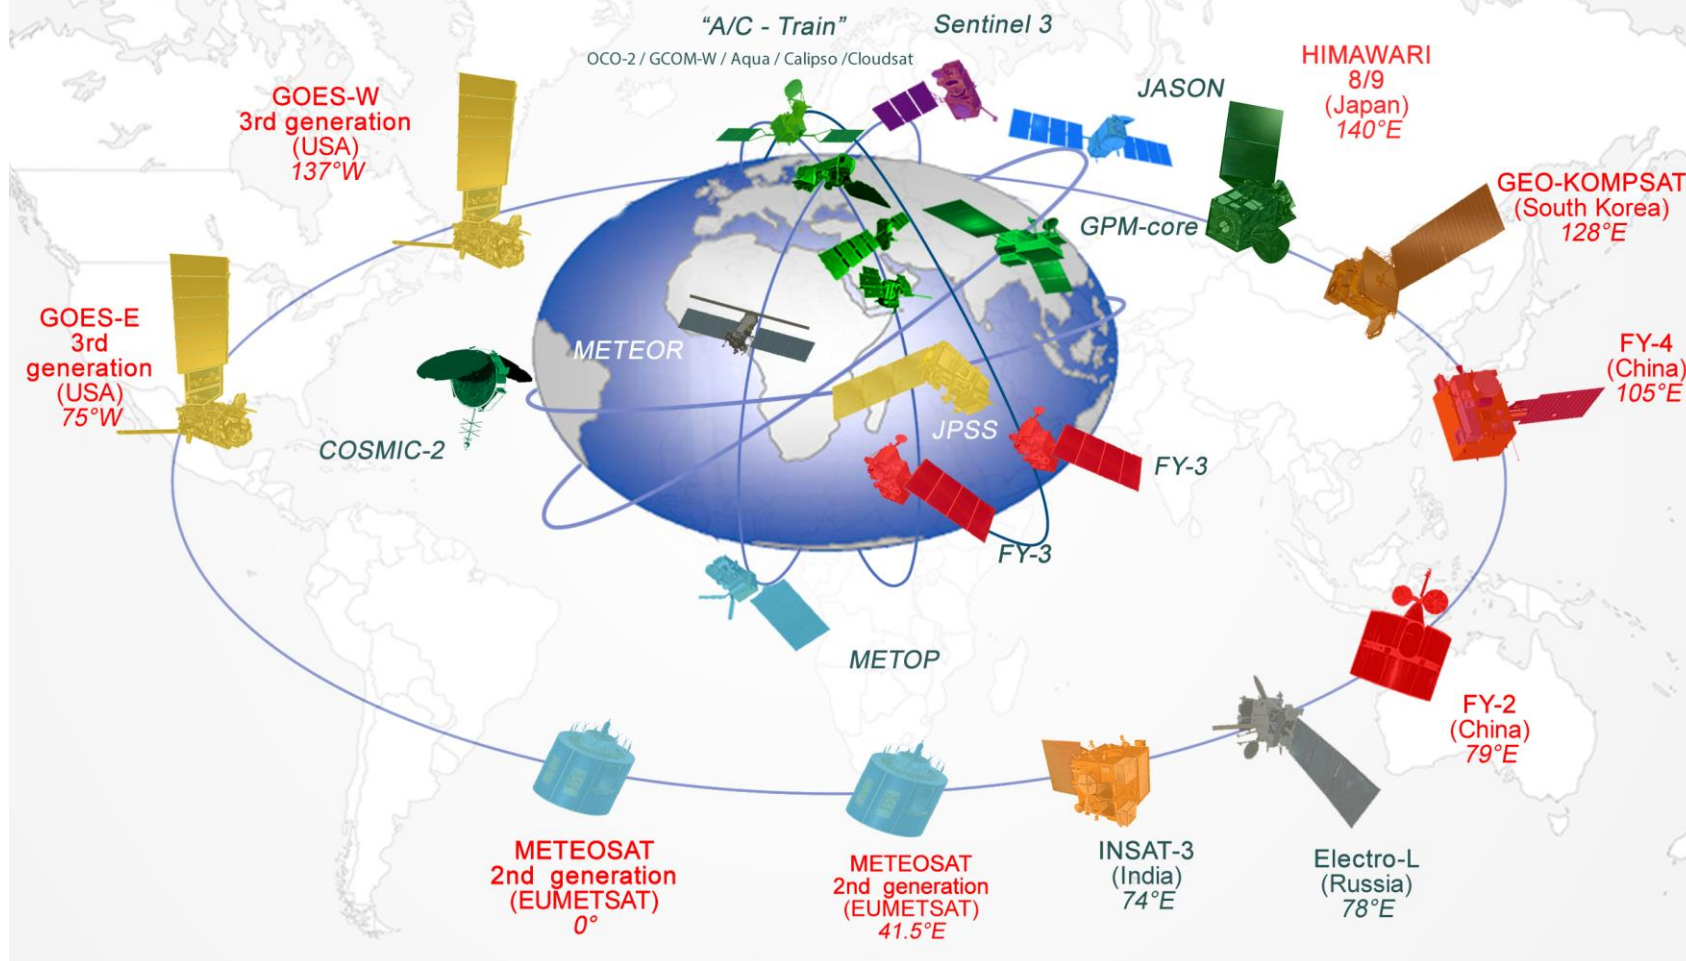 “A/C - Train”
OCO-2 / GCOM-W / Aqua / Calipso /Cloudsat
Sentinel 3
JASON
HIMAWARI
8/9
(Japan)
140°E
GOES-W
3rd generation
(USA)
137°W
GEO-KOMPSAT
(South Korea)
128°E
GPM-core
GOES-E
3rd
generation
(USA)
75°W
METEOR
FY-4
(China)
105°E
COSMIC-2
JPSS
FY-3
FY-3
METOP
FY-2
(China)
79°E
METEOSAT
2nd generation
(EUMETSAT)
0°
METEOSAT
2nd generation
(EUMETSAT)
41.5°E
INSAT-3
(India)
74°E
Electro-L
(Russia)
78°E